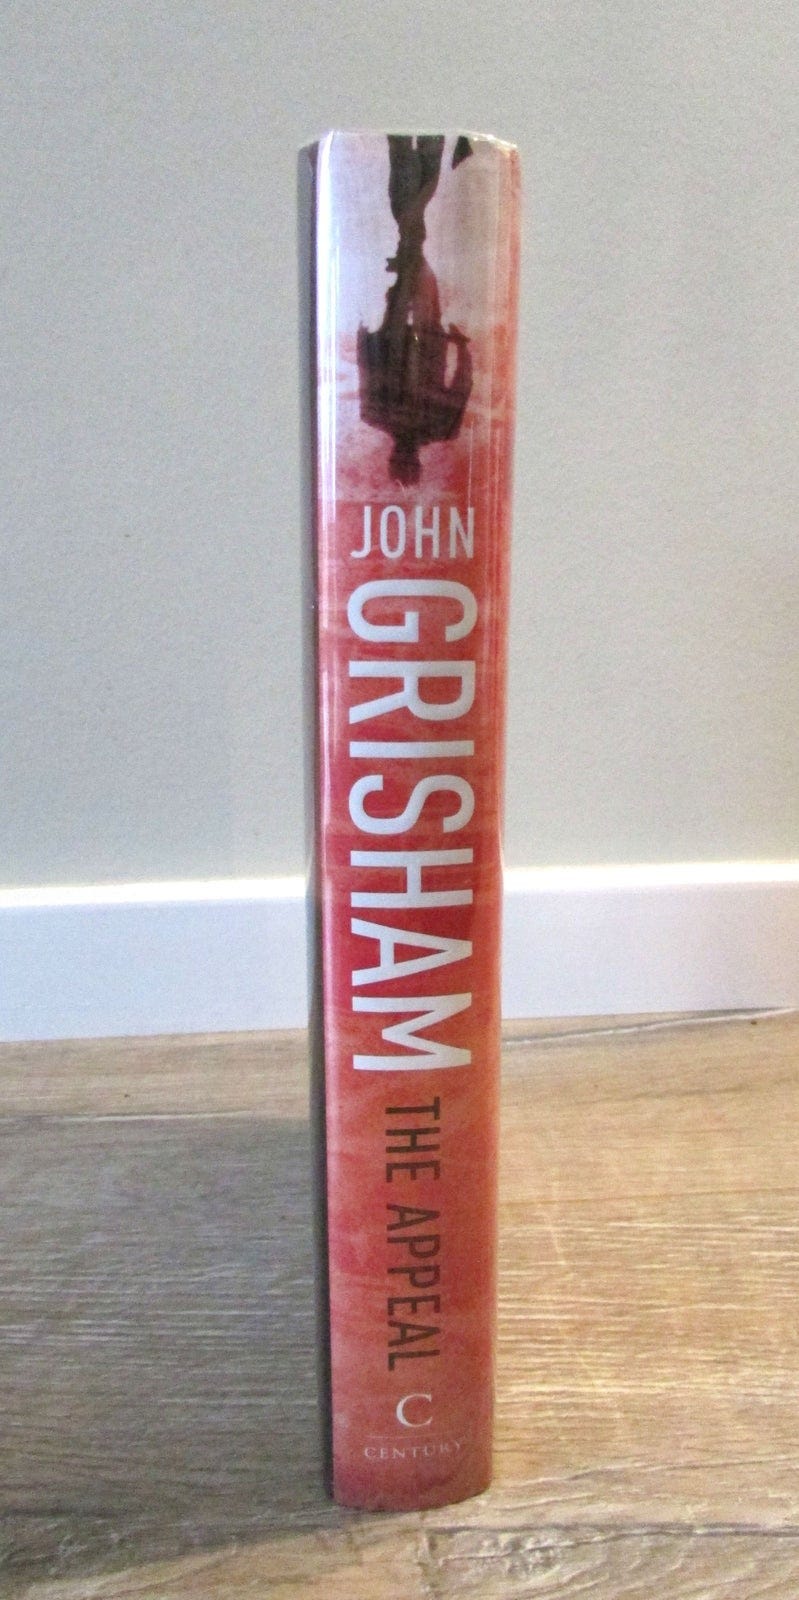 JOHN
GRISHAM
THE APPEAL
C
CENTURY